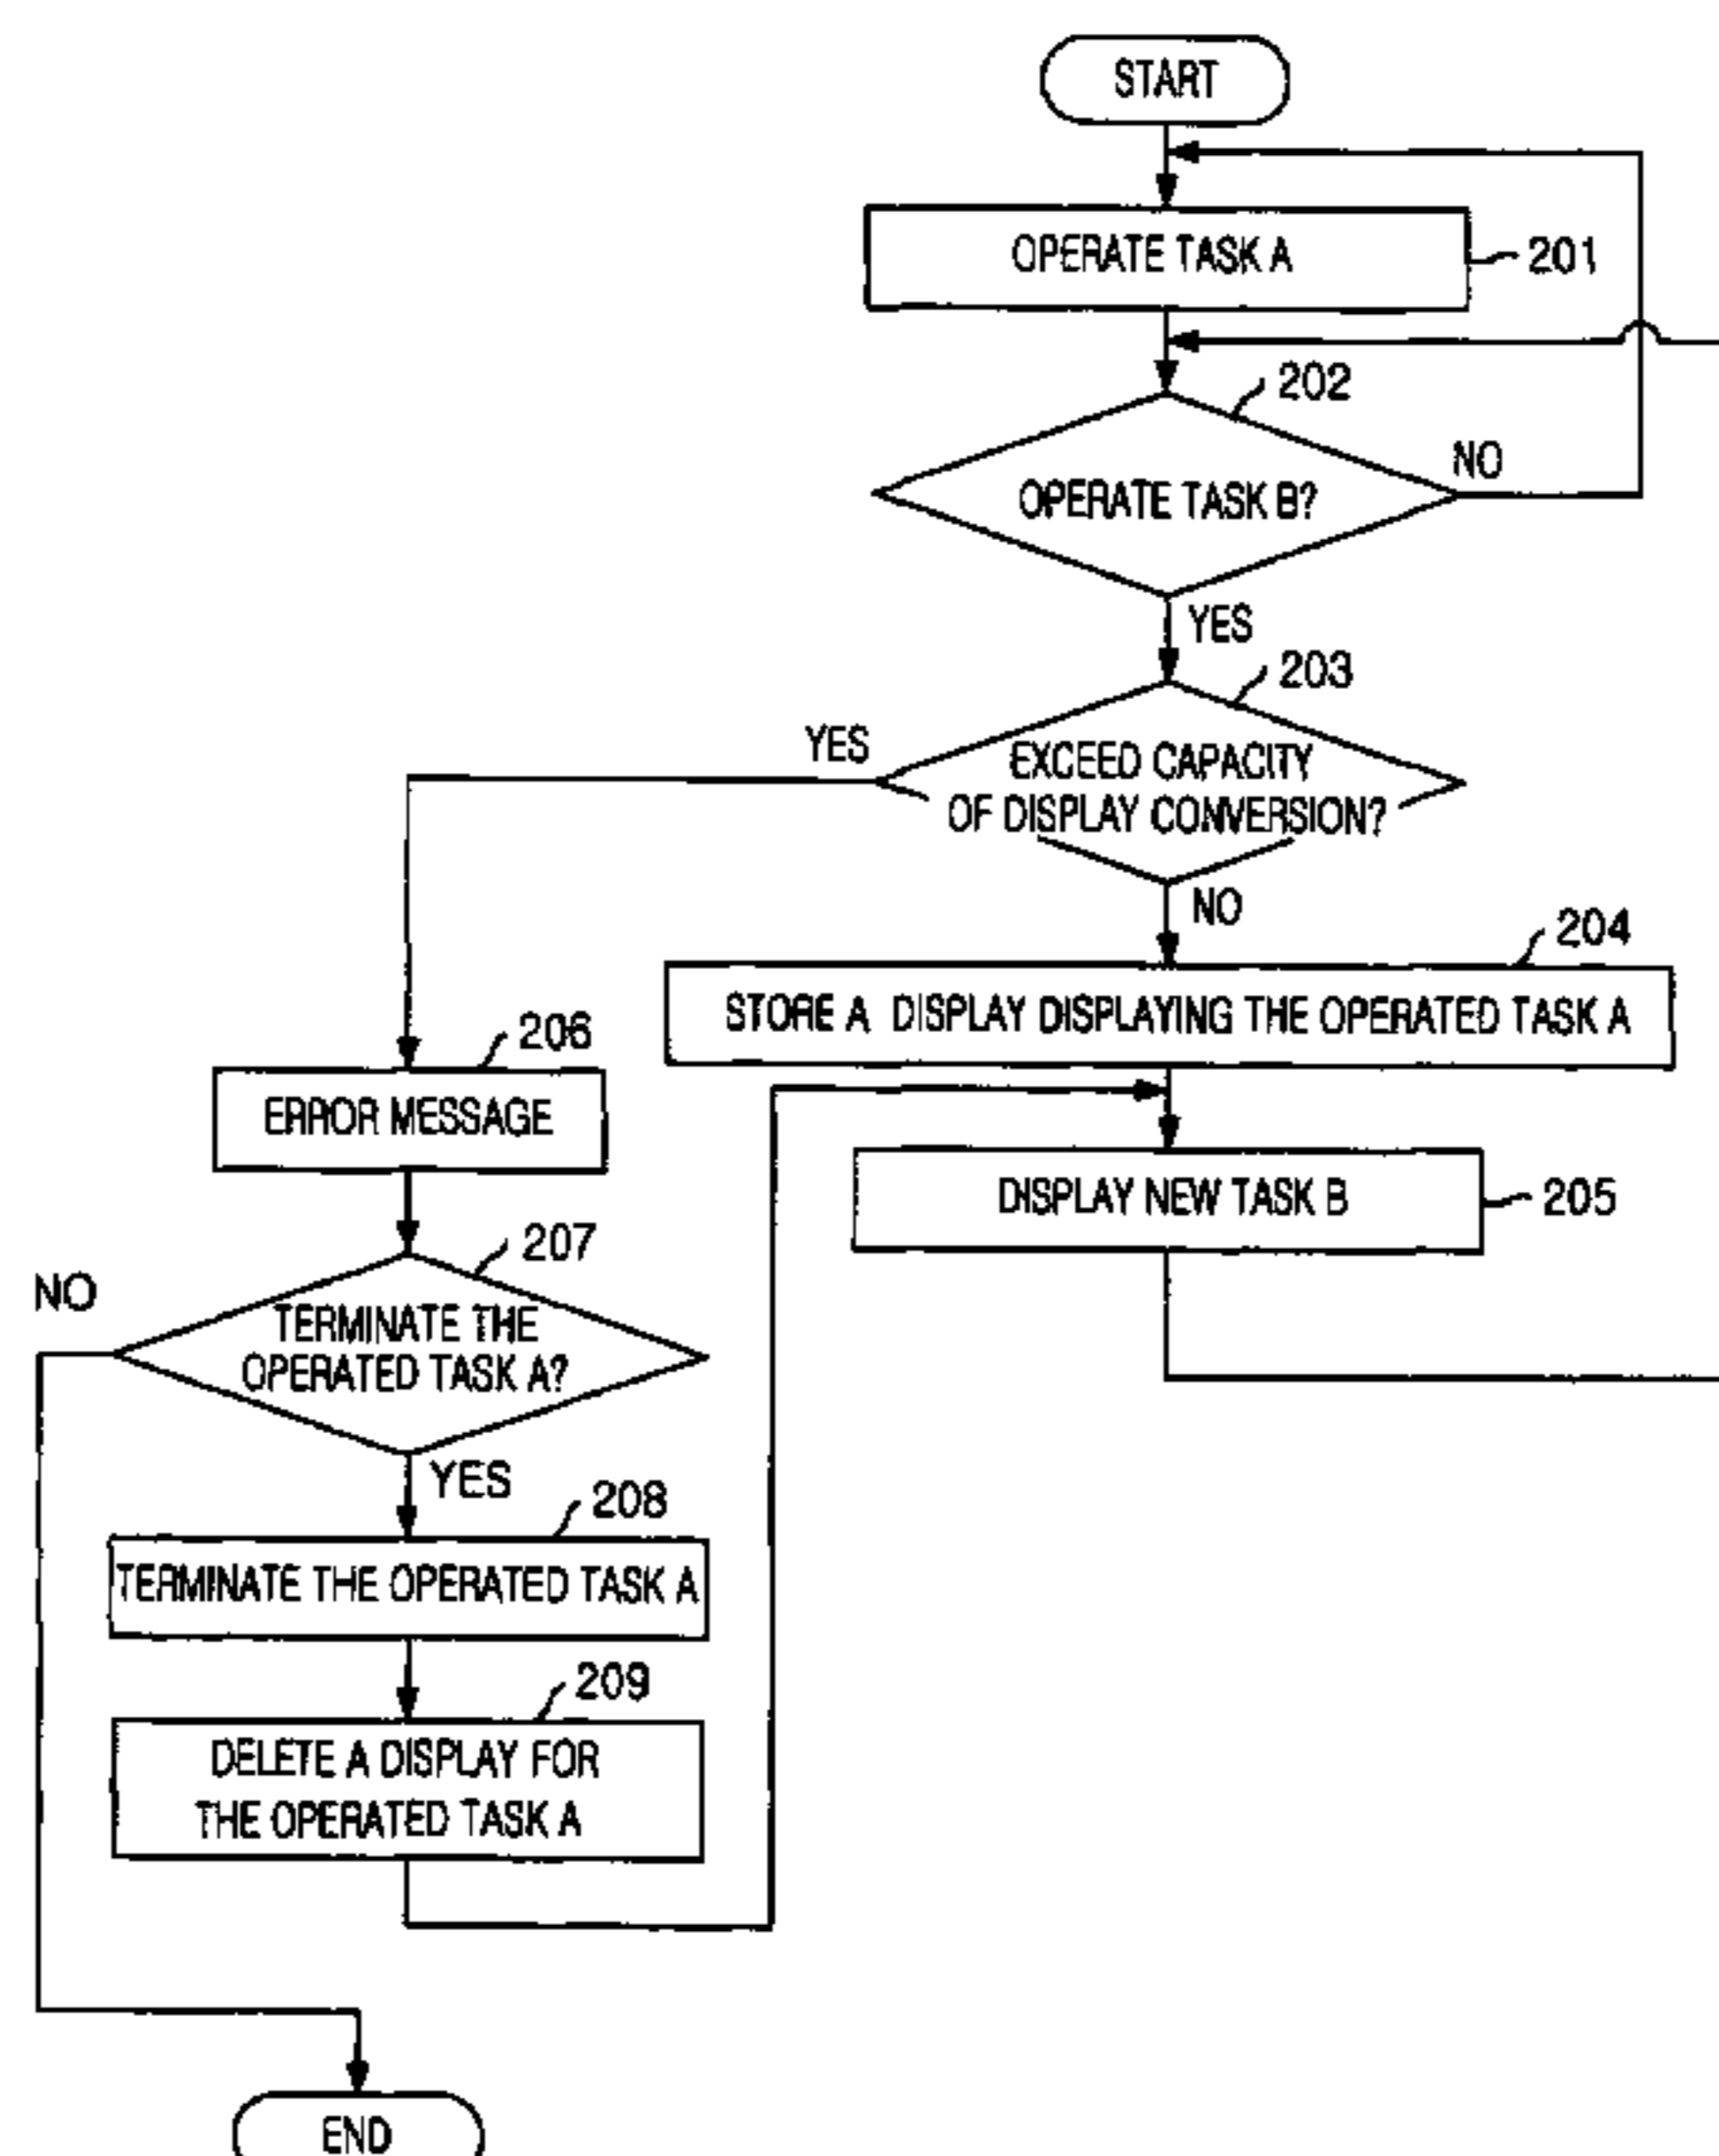 START
OPERATE TASK A
201
202
OPERATE TASK B?
NO
YES
203
YES
EXCEED CAPACITY
OF DISPLAY CONVERSION?
NO
204
STORE A DISPLAY DISPLAYING THE OPERATED TASK A
206
ERROR MESSAGE
DISPLAY NEW TASK B
205
207
NO
TERMINATE THE
OPERATED TASK A?
YES
208
TERMINATE THE OPERATED TASK A
209
DELETE A DISPLAY FOR
THE OPERATED TASK A
END